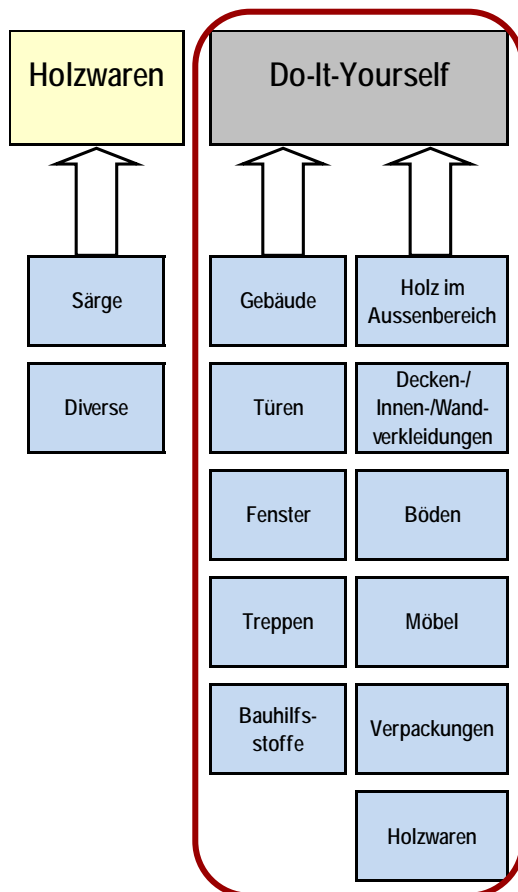 Holzwaren
Do-It-Yourself
Särge
Gebäude
Holz im
Aussenbereich
Diverse
Türen
Decken-/
Innen-/Wand-
verkleidungen
Fenster
Böden
Treppen
Möbel
Bauhilfs-
stoffe
Verpackungen
Holzwaren